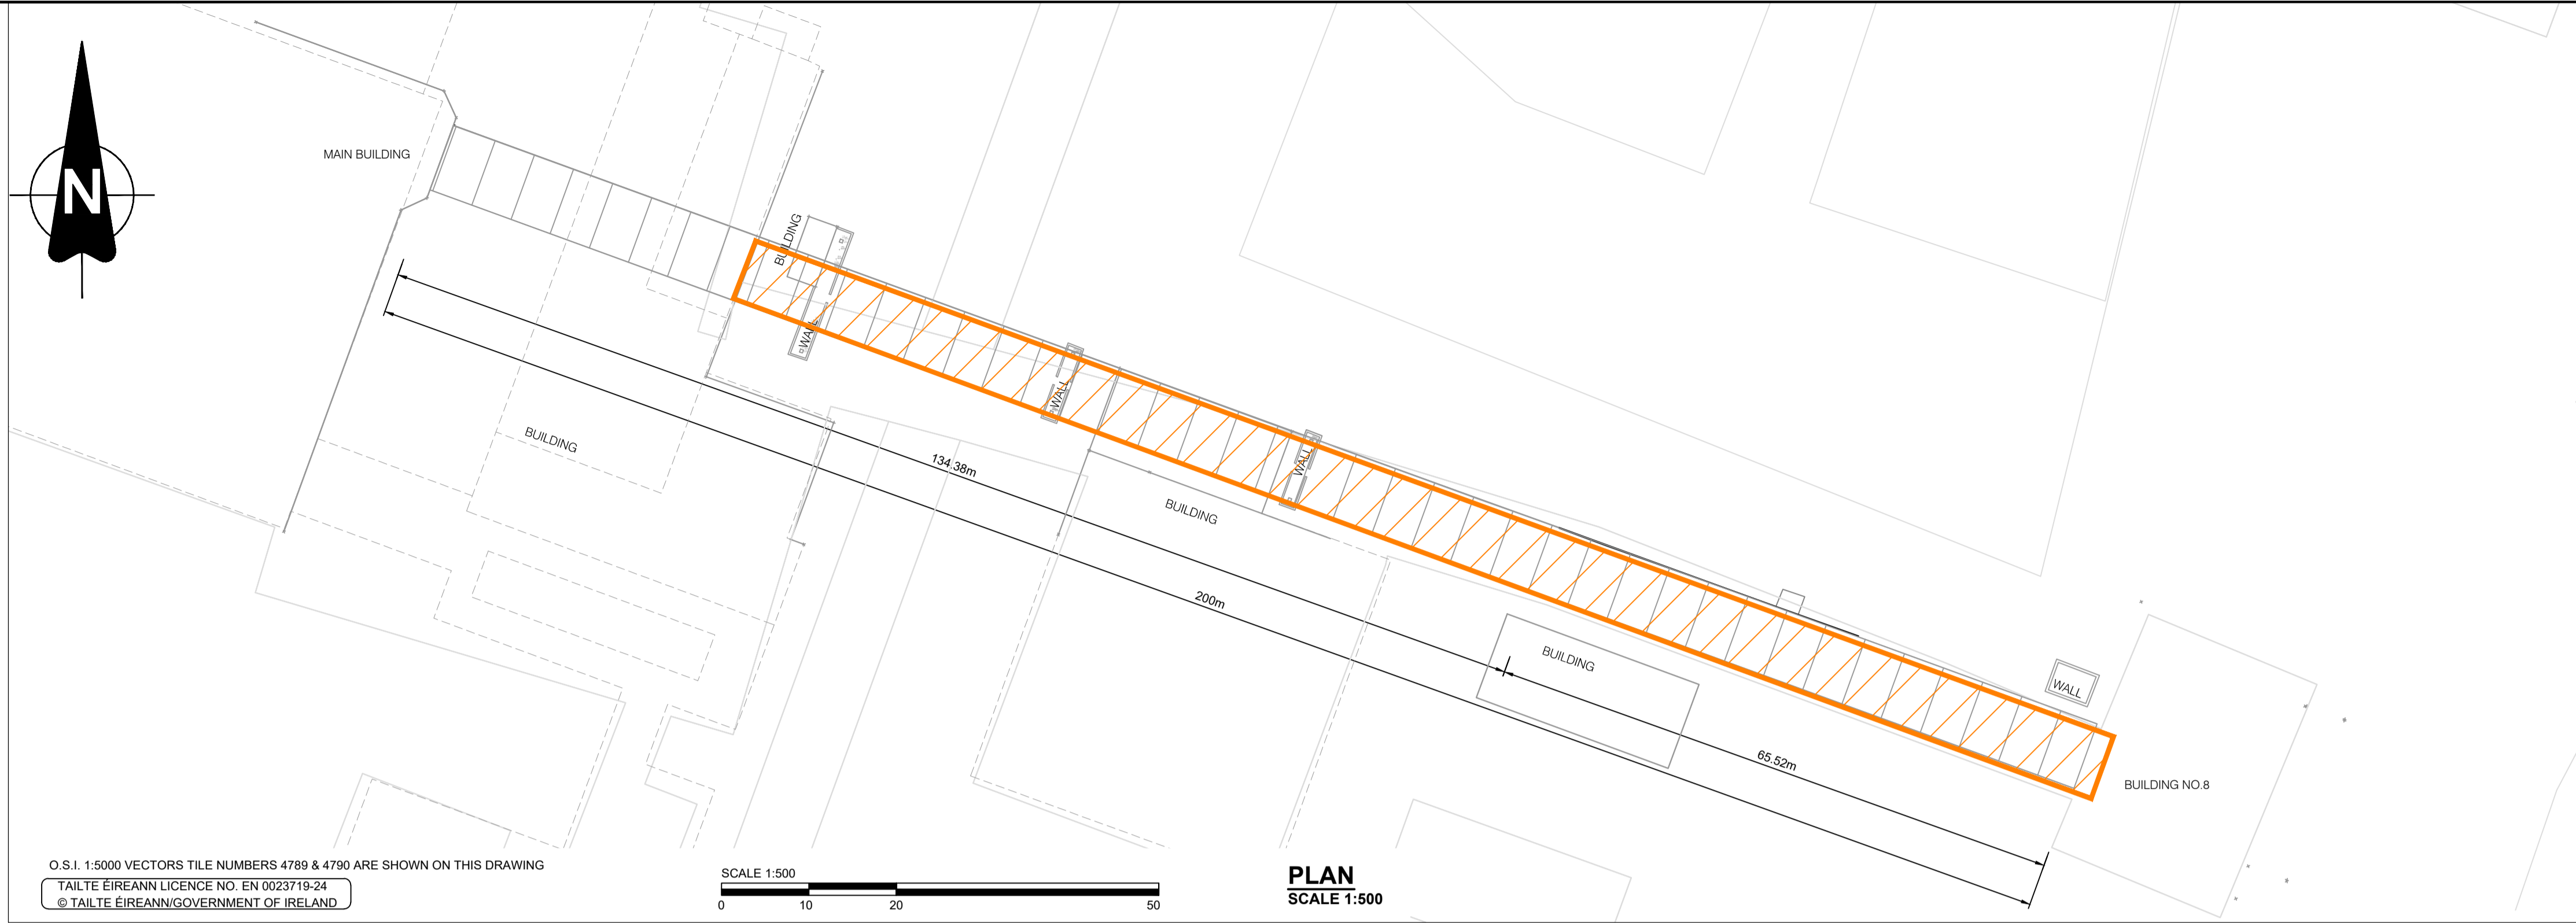 N
MAIN BUILDING
BUILDING
WALL
WALL
WALL
BUILDING
134.38m
BUILDING
200m
BUILDING
65.52m
WALL
BUILDING NO.8
O.S.I. 1:5000 VECTORS TILE NUMBERS 4789 & 4790 ARE SHOWN ON THIS DRAWING
TAILTE ÉIREANN LICENCE NO. EN 0023719-24
© TAILTE ÉIREANN/GOVERNMENT OF IRELAND
SCALE 1:500
0 10 20 50
PLAN
SCALE 1:500